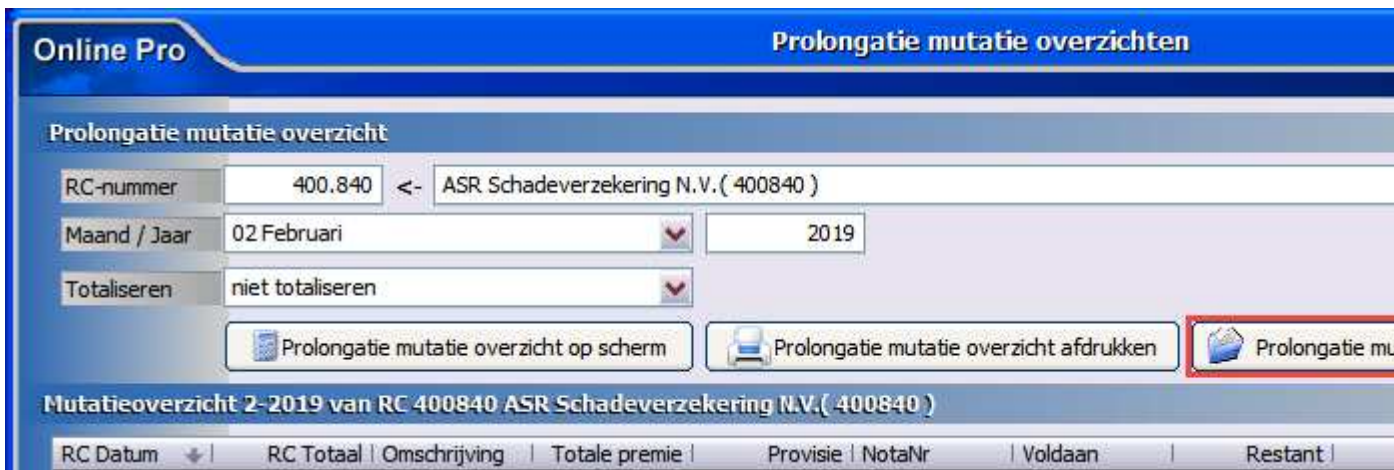 Online Pro
Prolongatie mutatie overzichten
Prolongatie mutatie overzicht
RC-nummer 400.840 <- ASR Schadeverzekering N.V.( 400840 )
Maand / Jaar 02 Februari 2019
Totaliseren niet totaliseren
Prolongatie mutatie overzicht op scherm Prolongatie mutatie overzicht afdrukken Prolongatie mu
Mutatieoverzicht 2-2019 van RC 400840 ASR Schadeverzekering N.V.( 400840 )
RC Datum RC Totaal Omschrijving Totale premie Provisie NotaNr Voldaan Restant